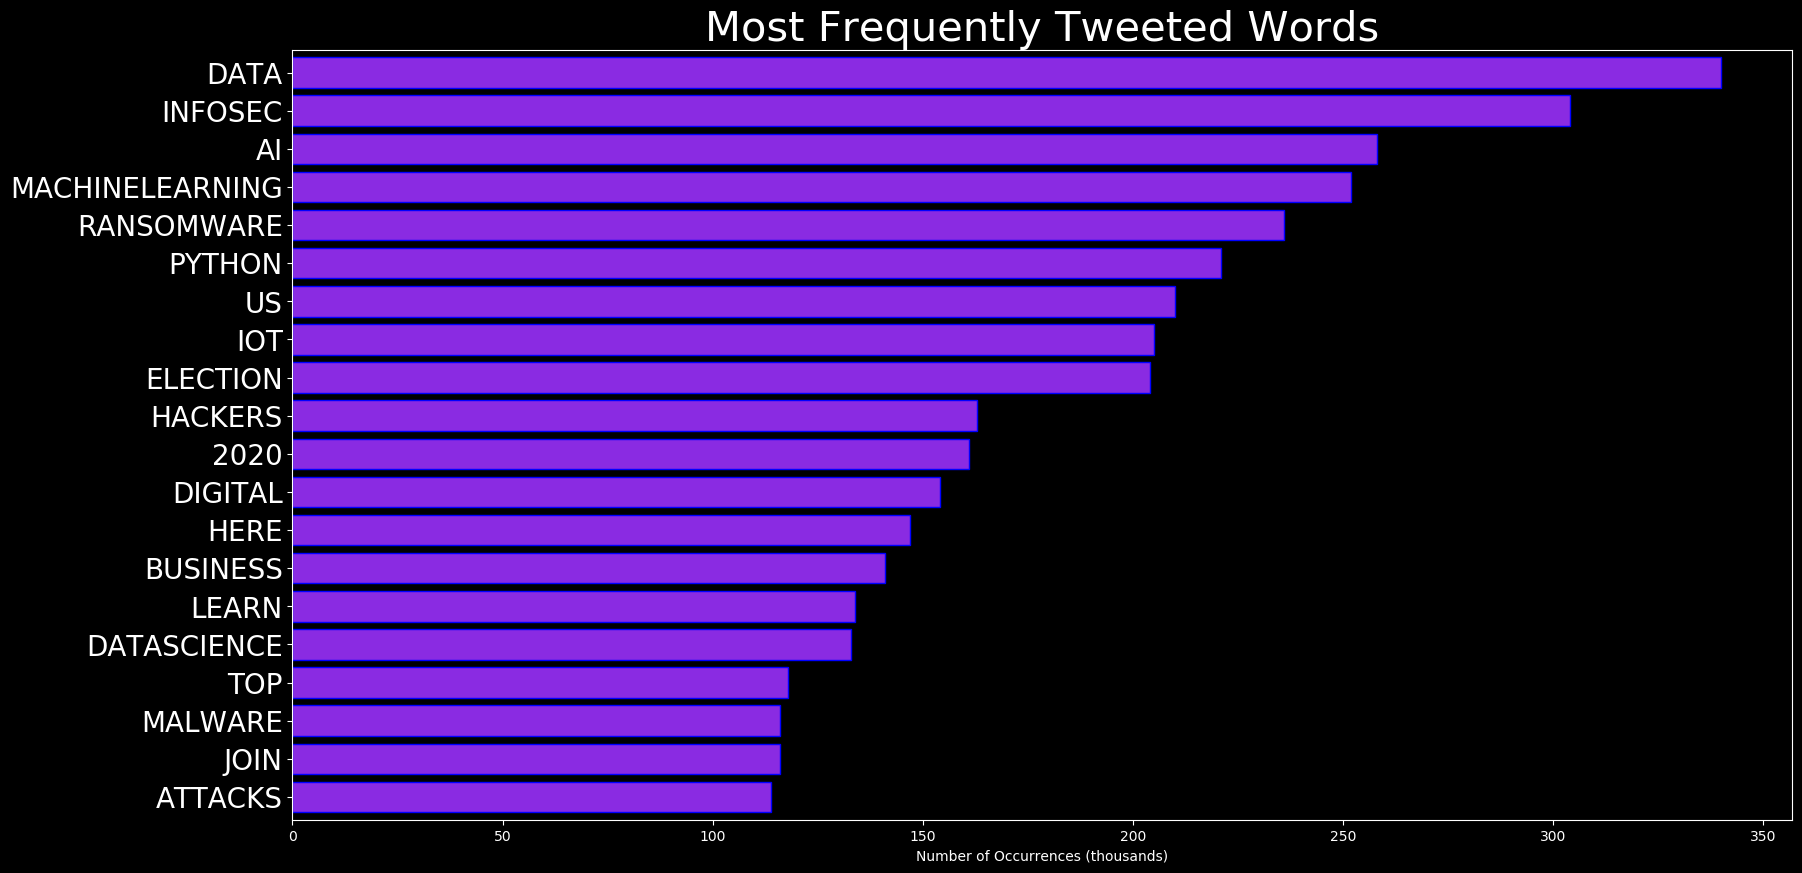 Most Frequently Tweeted Words
DATA
INFOSEC
AI
MACHINELEARNING
RANSOMWARE
PYTHON
US
IOT
ELECTION
HACKERS
2020
DIGITAL
HERE
BUSINESS
LEARN
DATASCIENCE
TOP
MALWARE
JOIN
ATTACKS
0 50 100 150 200 250 300 350
Number of Occurrences (thousands)